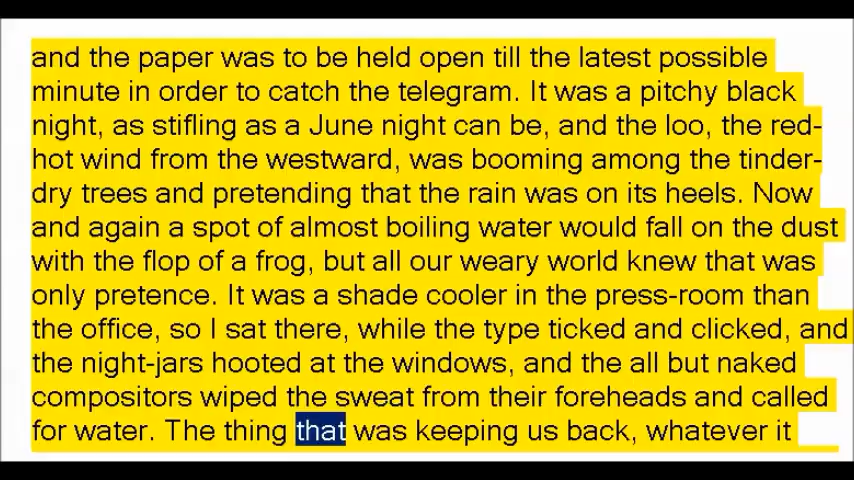 and the paper was to be held open till the latest possible
minute in order to catch the telegram. It was a pitchy black
night, as stifling as a June night can be, and the loo, the red-
hot wind from the westward, was booming among the tinder-
dry trees and pretending that the rain was on its heels. Now
and again a spot of almost boiling water would fall on the dust
with the flop of a frog, but all our weary world knew that was
only pretence. It was a shade cooler in the press-room than
the office, so I sat there, while the type ticked and clicked, and
the night-jars hooted at the windows, and the all but naked
compositors wiped the sweat from their foreheads and called
for water. The thing that was keeping us back, whatever it